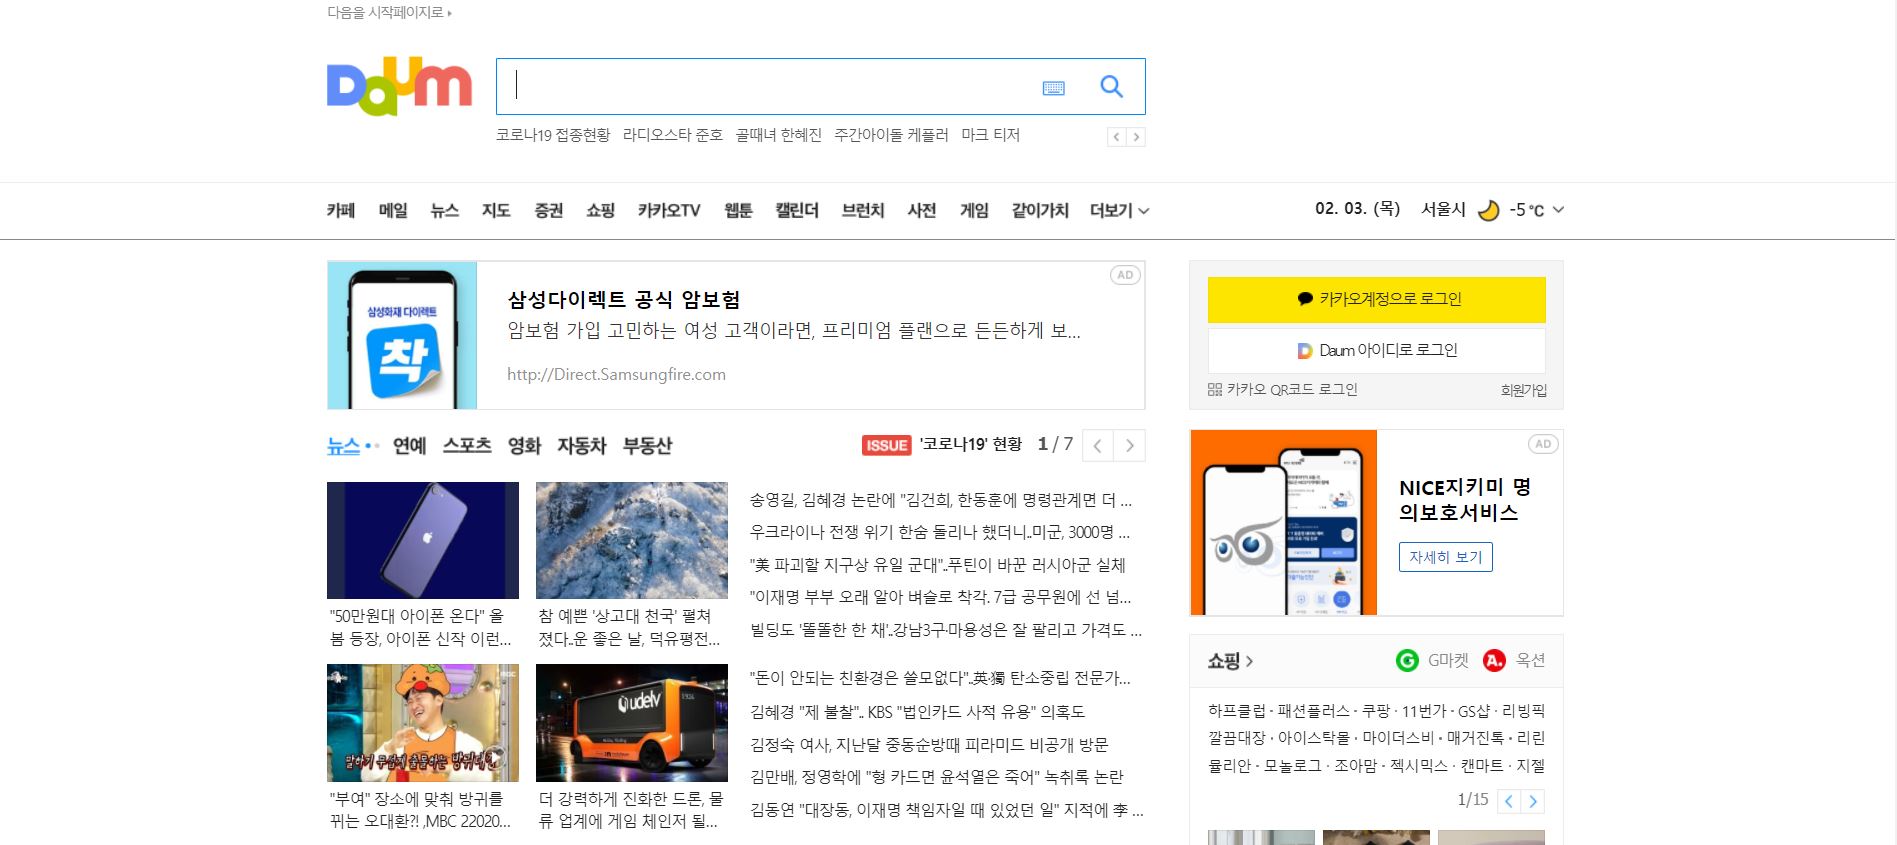 다음을 시작페이지로
Daum
코로나19 접종현황 라디오스타 준호 골때녀 한혜진 주간아이돌 케플러 마크 티저
카페 메일 뉴스 지도 증권 쇼핑 카카오TV 웹툰 캘린더 브런치 사전 게임 같이가치 더보기
02. 03. (목) 서울시 -5℃
AD
삼성화재 다이렉트
착
삼성다이렉트 공식 암보험
암보험 가입 고민하는 여성 고객이라면, 프리미엄 플랜으로 든든하게 보...
http://Direct.Samsungfire.com
카카오계정으로 로그인
Daum 아이디로 로그인
카카오 QR코드 로그인 회원가입
뉴스 연예 스포츠 영화 자동차 부동산
ISSUE '코로나19' 현황 1 / 7
"50만원대 아이폰 온다" 올
봄 등장, 아이폰 신작 이런...
참 예쁜 '상고대 천국' 펼쳐
졌다..운 좋은 날, 덕유평전...
MBC
"부여" 장소에 맞춰 방귀를
뀌는 오대환?! ,MBC 22020...
udelv
1924
더 강력하게 진화한 드론, 물
류 업계에 게임 체인저 될...
송영길, 김혜경 논란에 "김건희, 한동훈에 명령관계면 더 ...
우크라이나 전쟁 위기 한숨 돌리나 했더니..미군, 3000명 ...
"美 파괴할 지구상 유일 군대"..푸틴이 바꾼 러시아군 실체
"이재명 부부 오래 알아 벼슬로 착각. 7급 공무원에 선 넘...
빌딩도 '똘똘한 한 채'..강남3구·마용성은 잘 팔리고 가격도 ...
"돈이 안되는 친환경은 쓸모없다"..英·獨 탄소중립 전문가...
김혜경 "제 불찰".. KBS "법인카드 사적 유용" 의혹도
김정숙 여사, 지난달 중동순방때 피라미드 비공개 방문
김만배, 정영학에 "형 카드면 윤석열은 죽어" 녹취록 논란
김동연 "대장동, 이재명 책임자일 때 있었던 일" 지적에 李 ...
AD
NICE지키미 명
의보호서비스
자세히 보기
쇼핑 G마켓 A. 옥션
하프클럽 · 패션플러스 · 쿠팡 · 11번가 · GS샵 · 리빙픽
깔끔대장 · 아이스탁몰 · 마이더스비 · 매거진톡 · 리린
뮬리안 · 모놀로그 · 조아맘 · 젝시믹스 · 캔마트 · 지젤
1/15